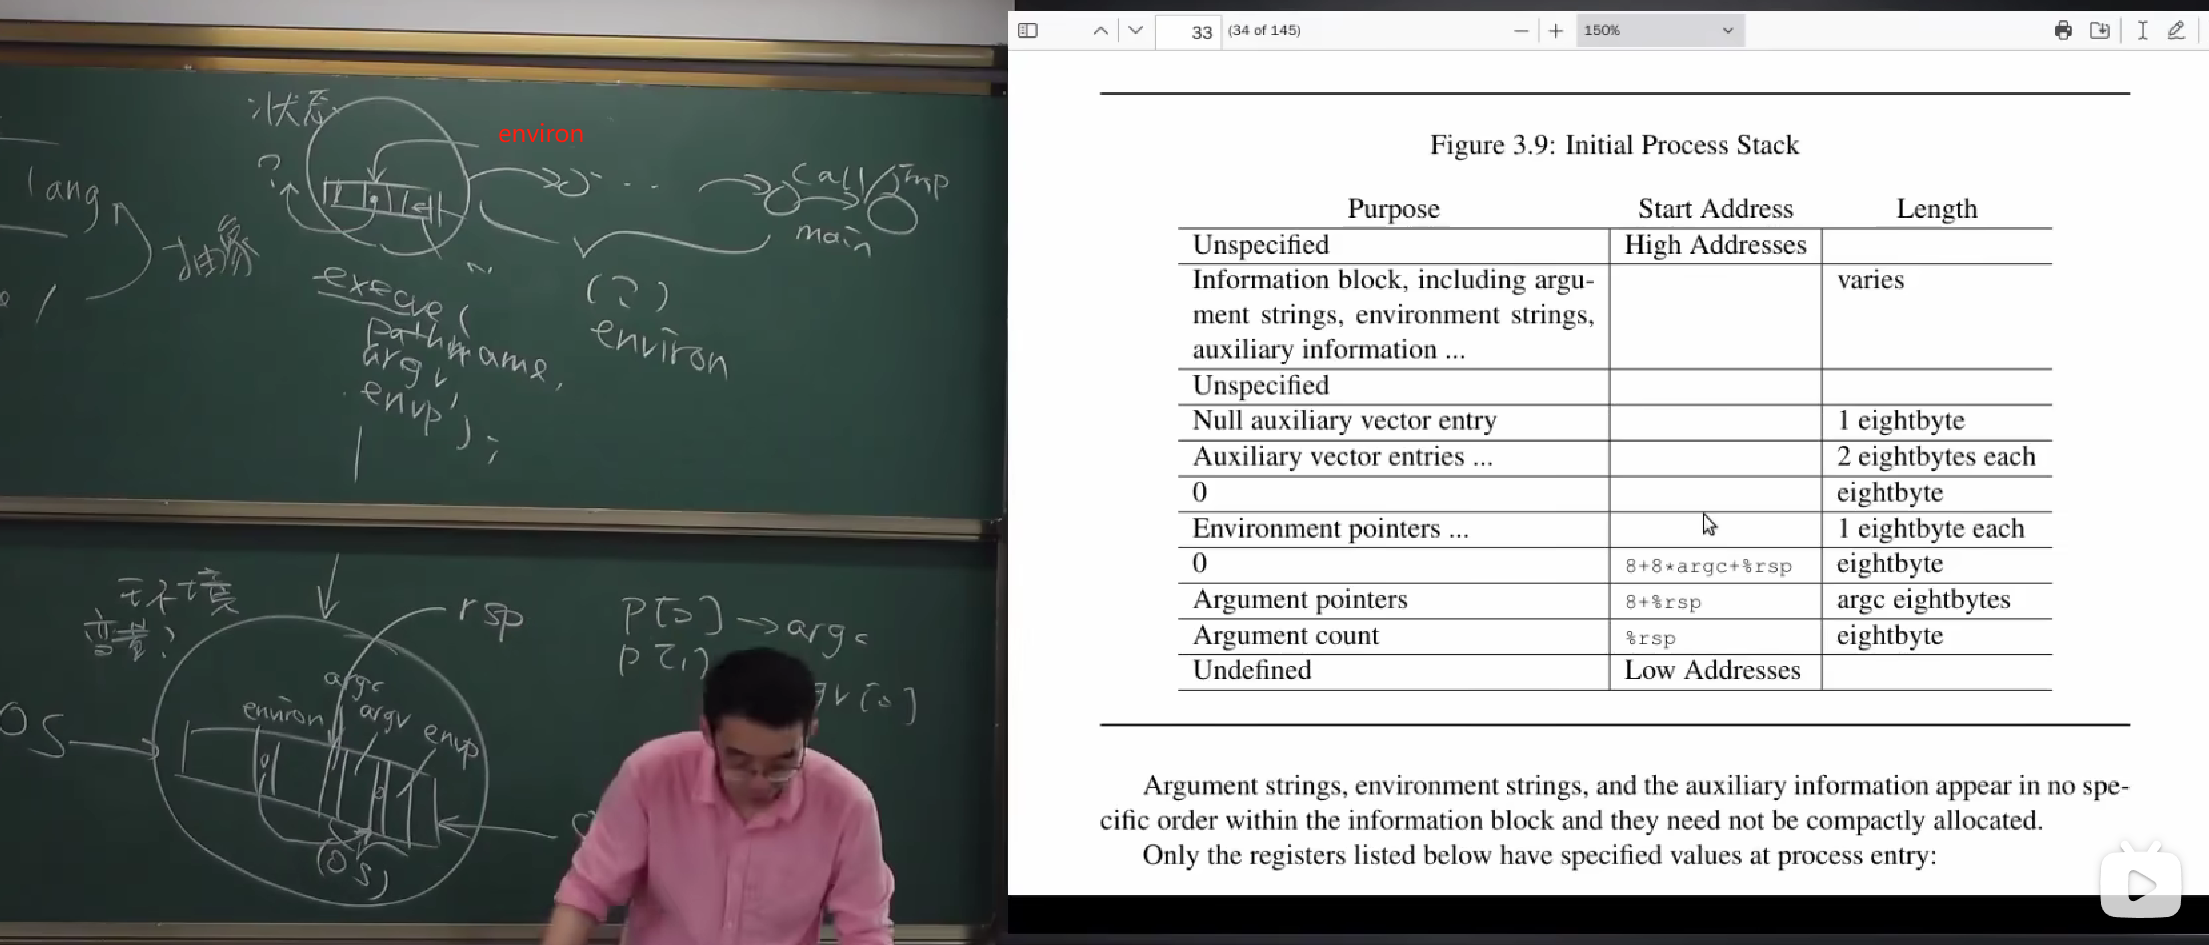 状态
environ
?
lang
抽象
call/jmp
main
execve(
pathname,
argv
envp);
(?)
environ
无环境
变量?
rsp
argc
environ
argv
envp
OS
(OS)
p[0] → argc
33
(34 of 145)
150%
Figure 3.9: Initial Process Stack
Purpose Start Address Length
Unspecified High Addresses
Information block, including argu- varies
ment strings, environment strings,
auxiliary information ...
Unspecified
Null auxiliary vector entry 1 eightbyte
Auxiliary vector entries ... 2 eightbytes each
0 eightbyte
Environment pointers ... 1 eightbyte each
0 8+8*argc+%rsp eightbyte
Argument pointers 8+%rsp argc eightbytes
Argument count %rsp eightbyte
Undefined Low Addresses
Argument strings, environment strings, and the auxiliary information appear in no spe-
cific order within the information block and they need not be compactly allocated.
Only the registers listed below have specified values at process entry: